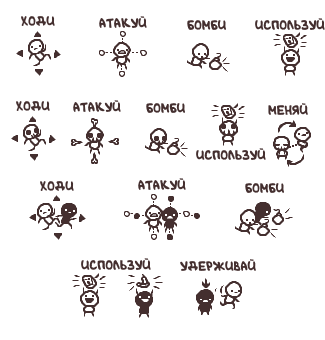 ХОДИ АТАКУЙ БОМБИ ИСПОЛЬЗУЙ
ХОДИ АТАКУЙ БОМБИ МЕНЯЙ
ИСПОЛЬЗУЙ
ХОДИ АТАКУЙ БОМБИ
ИСПОЛЬЗУЙ УДЕРЖИВАЙ